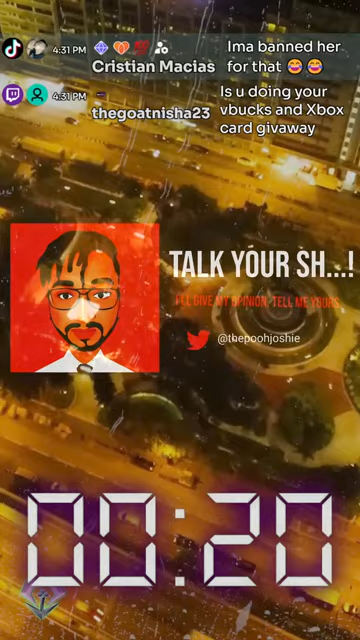 4:31 PM
Cristian Macias
Ima banned her
for that 😂 😂
4:31 PM
thegoatnisha23
Is u doing your
vbucks and Xbox
card givaway
TALK YOUR SH...!
I'LL GIVE MY OPINION, TELL ME YOURS
@thepoohjoshie
00:20